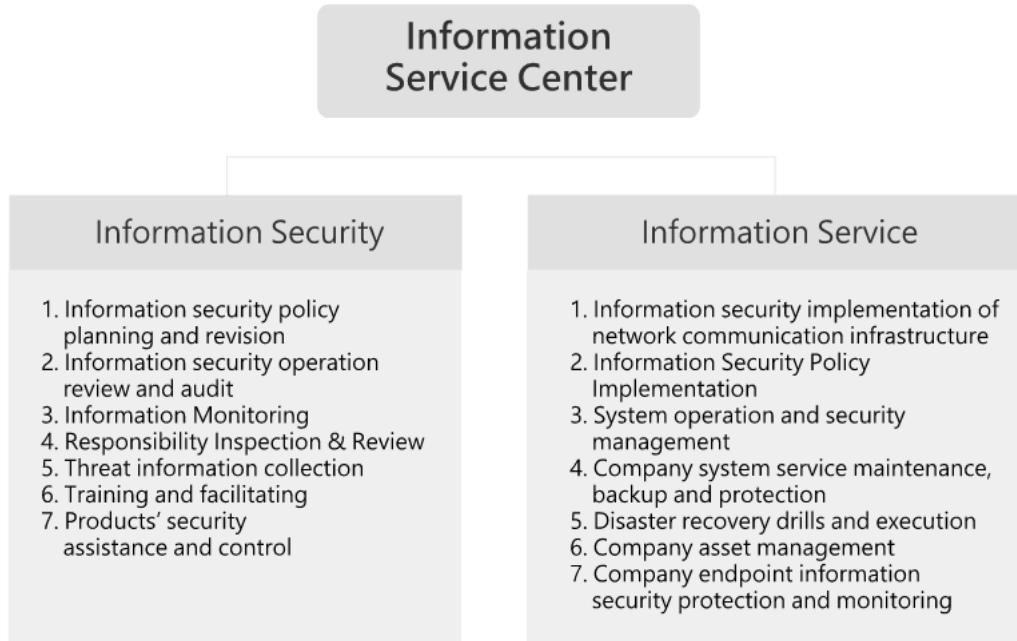 Information
Service Center
Information Security
1. Information security policy
planning and revision
2. Information security operation
review and audit
3. Information Monitoring
4. Responsibility Inspection & Review
5. Threat information collection
6. Training and facilitating
7. Products’ security
assistance and control
Information Service
1. Information security implementation of
network communication infrastructure
2. Information Security Policy
Implementation
3. System operation and security
management
4. Company system service maintenance,
backup and protection
5. Disaster recovery drills and execution
6. Company asset management
7. Company endpoint information
security protection and monitoring